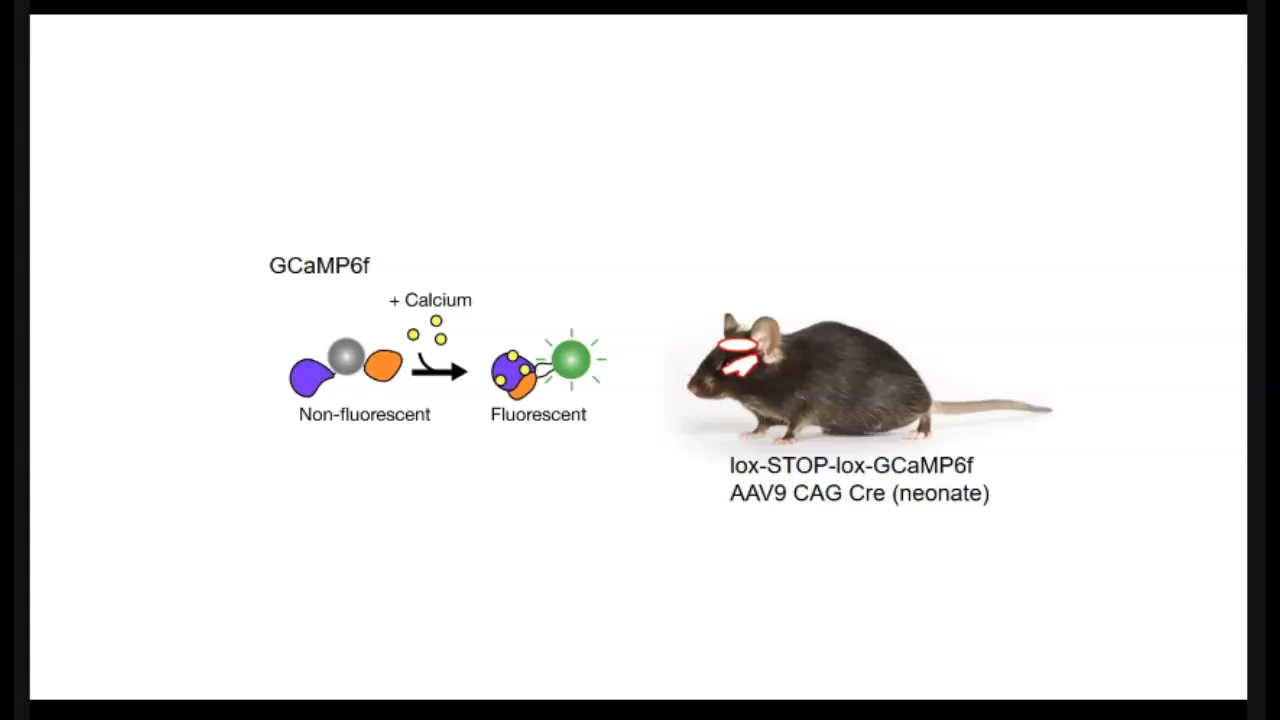 GCaMP6f
+ Calcium
Non-fluorescent
Fluorescent
lox-STOP-lox-GCaMP6f
AAV9 CAG Cre (neonate)